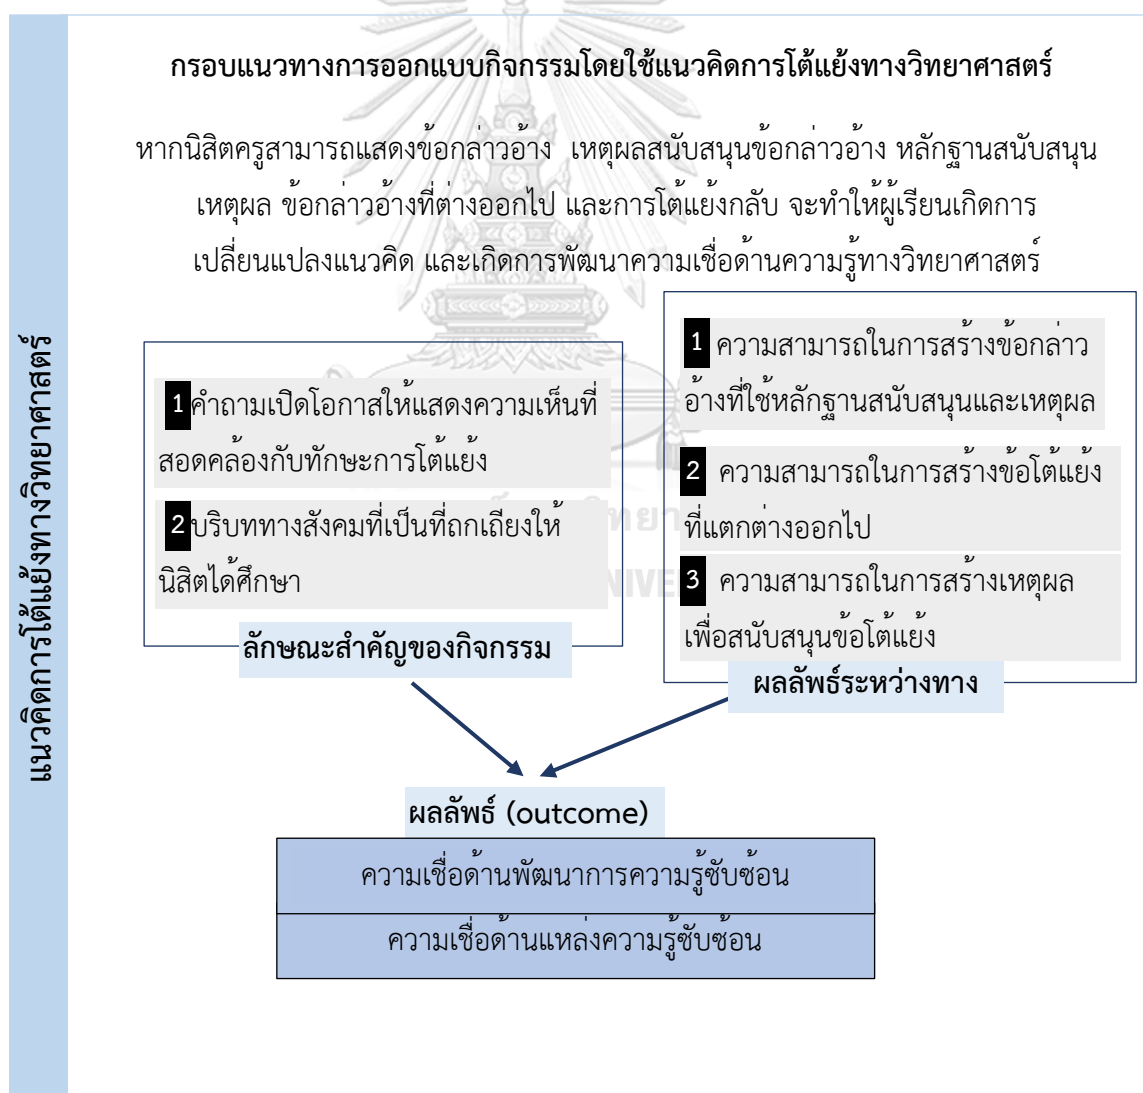 กรอบแนวทางการออกแบบกิจกรรมโดยใช้แนวคิดการโต้แย้งทางวิทยาศาสตร์
หากนิสิตครูสามารถแสดงข้อกล่าวอ้าง เหตุผลสนับสนุนข้อกล่าวอ้าง หลักฐานสนับสนุน
เหตุผล ข้อกล่าวอ้างที่ต่างออกไป และการโต้แย้งกลับ จะทำให้ผู้เรียนเกิดการ
เปลี่ยนแปลงแนวคิด และเกิดการพัฒนาความเชื่อด้านความรู้ทางวิทยาศาสตร์
แนวคิดการโต้แย้งทางวิทยาศาสตร์
1 คำถามเปิดโอกาสให้แสดงความเห็นที่
สอดคล้องกับทักษะการโต้แย้ง
2 บริบททางสังคมที่เป็นที่ถกเถียงให้
นิสิตได้ศึกษา
ลักษณะสำคัญของกิจกรรม
1 ความสามารถในการสร้างข้อกล่าว
อ้างที่ใช้หลักฐานสนับสนุนและเหตุผล
2 ความสามารถในการสร้างข้อโต้แย้ง
ที่แตกต่างออกไป
3 ความสามารถในการสร้างเหตุผล
เพื่อสนับสนุนข้อโต้แย้ง
ผลลัพธ์ระหว่างทาง
ผลลัพธ์ (outcome)
ความเชื่อด้านพัฒนาการความรู้ซับซ้อน
ความเชื่อด้านแหล่งความรู้ซับซ้อน